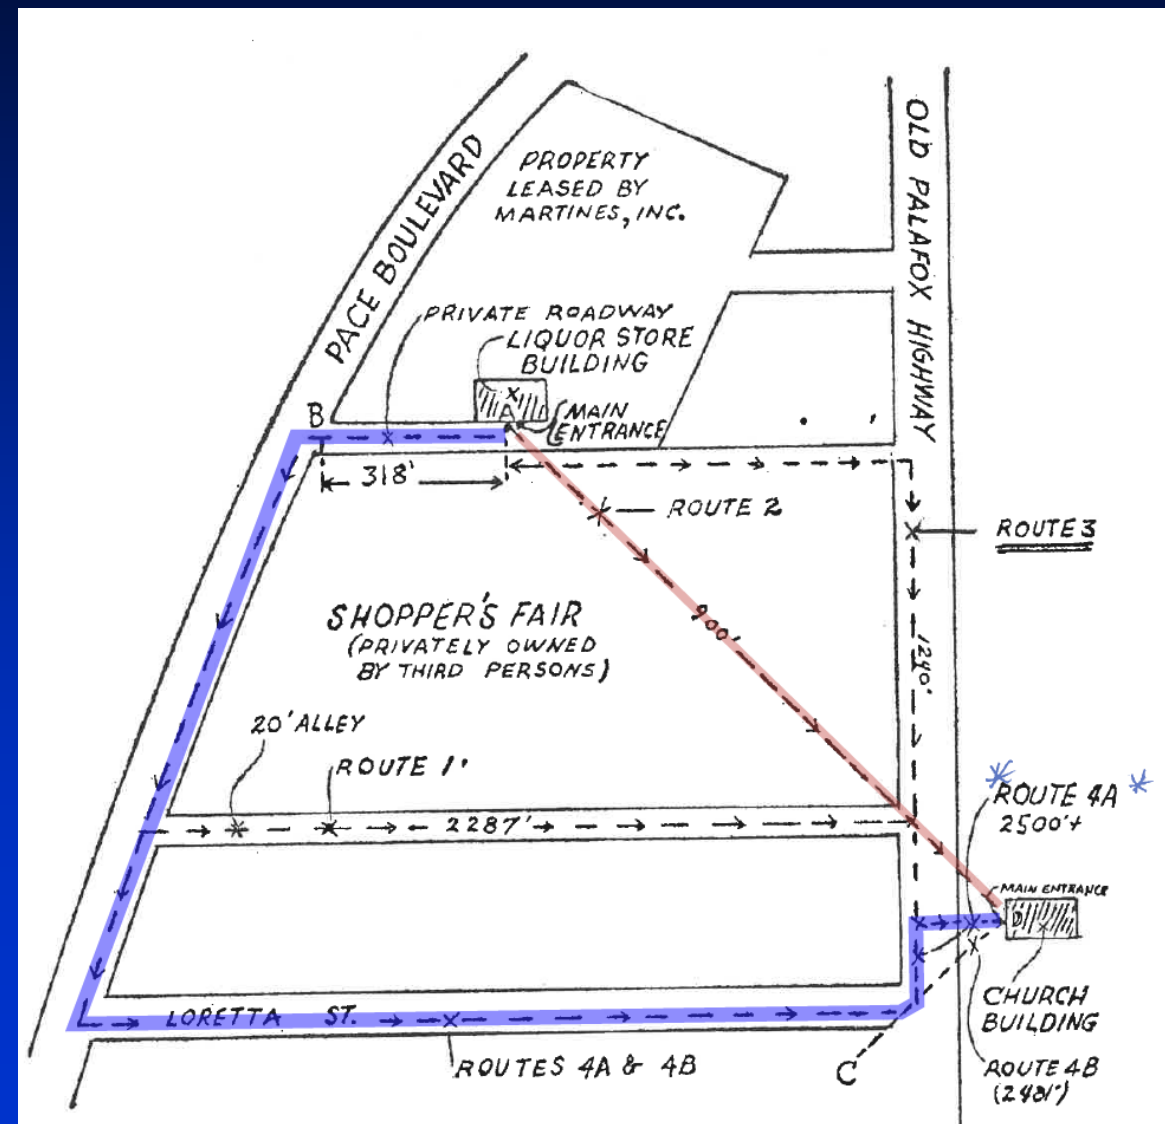 PROPERTY
LEASED BY
MARTINES, INC.
PACE BOULEVARD
OLD PALAFOX HIGHWAY
PRIVATE ROADWAY
LIQUOR STORE
BUILDING
X
A
MAIN
ENTRANCE
B
318'
ROUTE 2
ROUTE 3
SHOPPER'S FAIR
(PRIVATELY OWNED
BY THIRD PERSONS)
900'
1240'
20' ALLEY
ROUTE 1
2287'
* ROUTE 4A *
2500'+
MAIN ENTRANCE
D
CHURCH
BUILDING
LORETTA ST.
ROUTES 4A & 4B
C
ROUTE 4B
(2481')